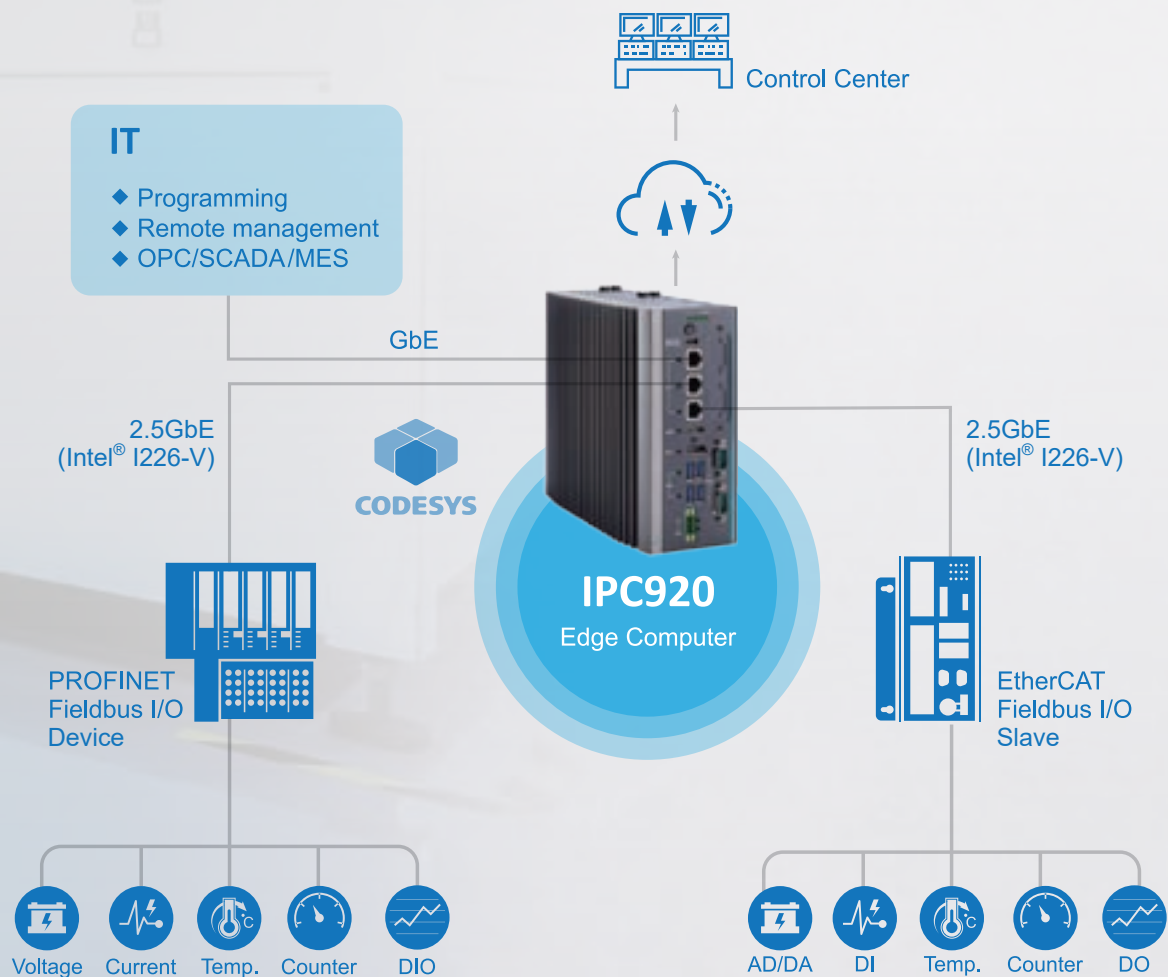 Control Center
IT
◆ Programming
◆ Remote management
◆ OPC/SCADA/MES
GbE
2.5GbE
(Intel® I226-V)
CODESYS
2.5GbE
(Intel® I226-V)
IPC920
Edge Computer
PROFINET
Fieldbus I/O
Device
EtherCAT
Fieldbus I/O
Slave
°C
Voltage
Current
Temp.
Counter
DIO
°C
AD/DA
DI
Temp.
Counter
DO